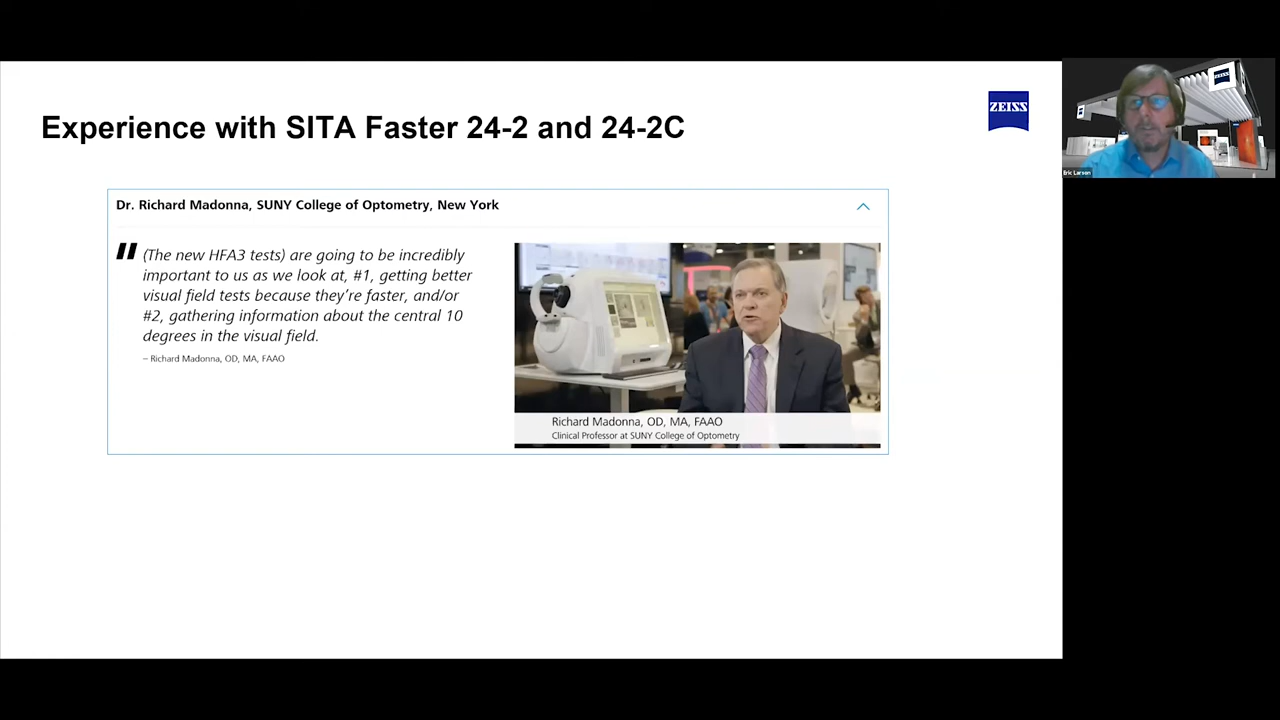 Experience with SITA Faster 24-2 and 24-2C
ZEISS
Dr. Richard Madonna, SUNY College of Optometry, New York
"(The new HFA3 tests) are going to be incredibly
important to us as we look at, #1, getting better
visual field tests because they're faster, and/or
#2, gathering information about the central 10
degrees in the visual field.
– Richard Madonna, OD, MA, FAAO
Richard Madonna, OD, MA, FAAO
Clinical Professor at SUNY College of Optometry
ZEISS
Eric Larson